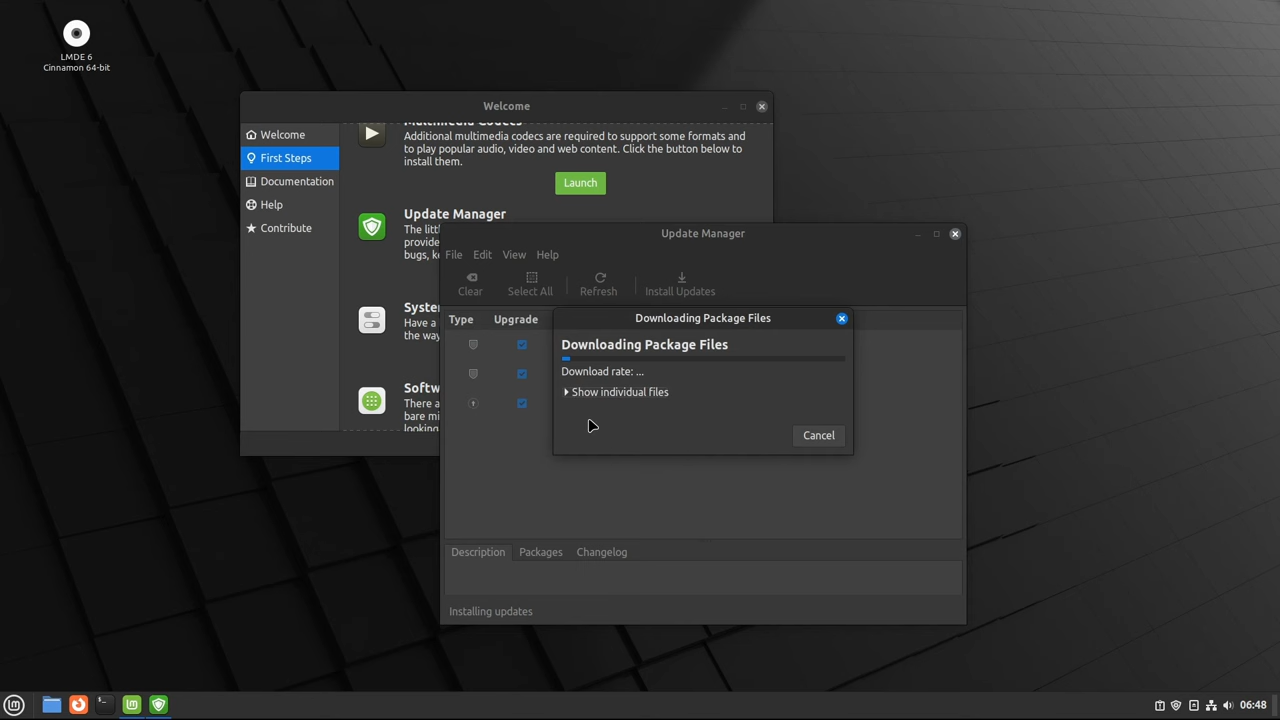 LMDE 6
Cinnamon 64-bit
Welcome
Welcome
First Steps
Documentation
Help
Contribute
Multimedia Codecs
Additional multimedia codecs are required to support some formats and
to play popular audio, video and web content. Click the button below to
install them.
Launch
Update Manager
The
provide
bugs,
Have a
the way
There a
bare mi
looking
Update Manager
File Edit View Help
Clear
Select All
Refresh
Install Updates
Type Upgrade
Downloading Package Files
Downloading Package Files
Download rate: ...
Show individual files
Cancel
Description Packages Changelog
Installing updates
06:48